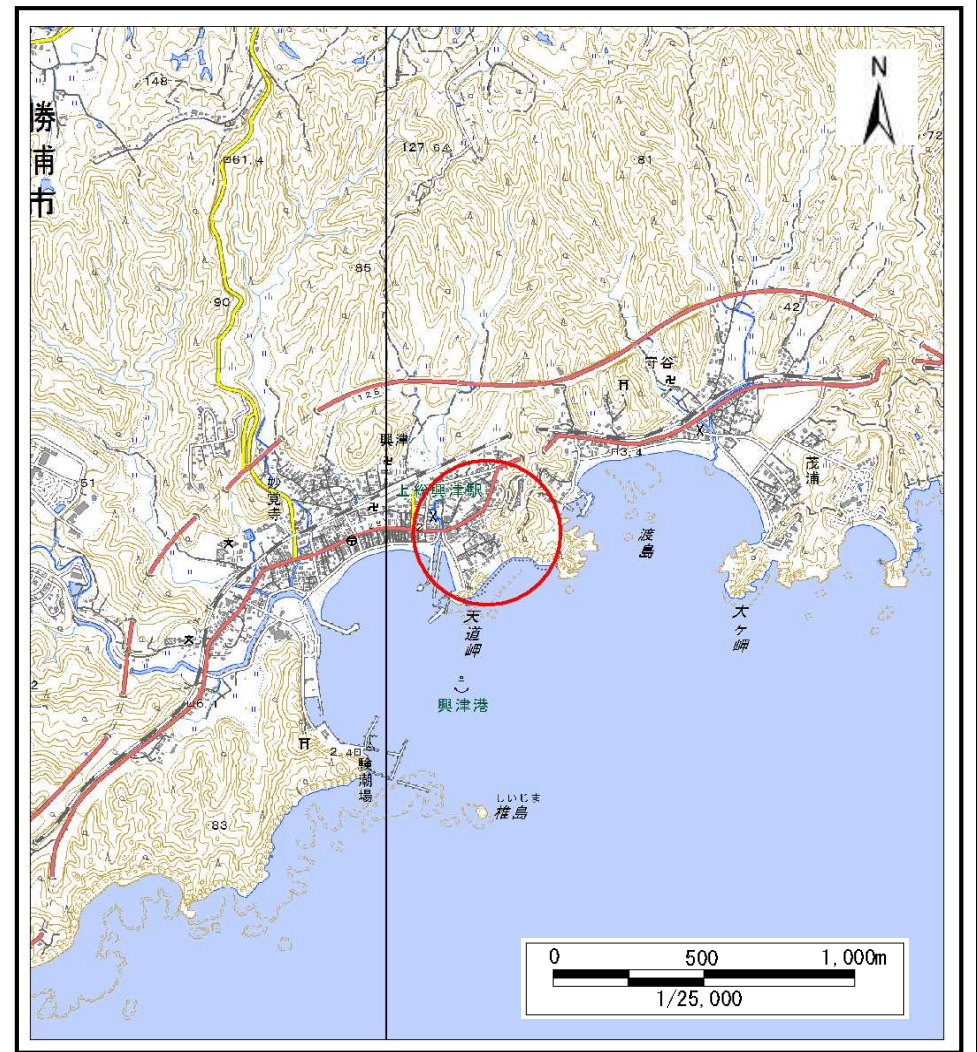 N
勝浦市
148
61.4
127.6
81
72
85
90
42
(125)
守谷
興津
3.4
51
上総興津駅
妙覚寺
茂浦
渡島
天道岬
大ヶ岬
興津港
6.1
2.4
験潮場
しいじま
椎島
83
0 500 1,000m
1/25,000